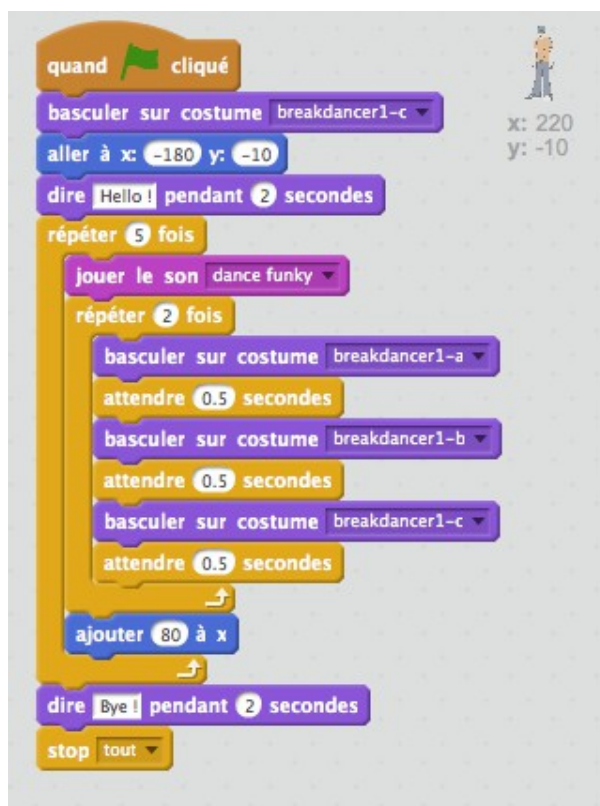 quand cliqué
basculer sur costume breakdancer1-c
x: 220
y: -10
aller à x: -180 y: -10
dire Hello ! pendant 2 secondes
répéter 5 fois
jouer le son dance funky
répéter 2 fois
basculer sur costume breakdancer1-a
attendre 0.5 secondes
basculer sur costume breakdancer1-b
attendre 0.5 secondes
basculer sur costume breakdancer1-c
attendre 0.5 secondes
ajouter 80 à x
dire Bye ! pendant 2 secondes
stop tout